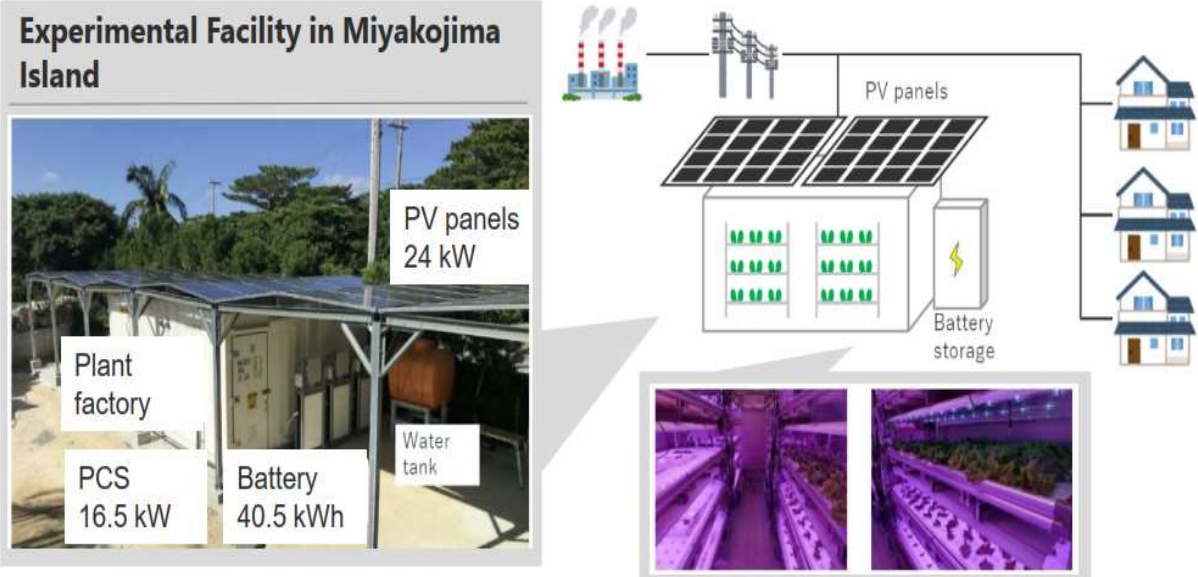 Experimental Facility in Miyakojima
Island
PV panels
24 kW
Plant
factory
PCS
16.5 kW
Battery
40.5 kWh
Water
tank
PV panels
Battery
storage